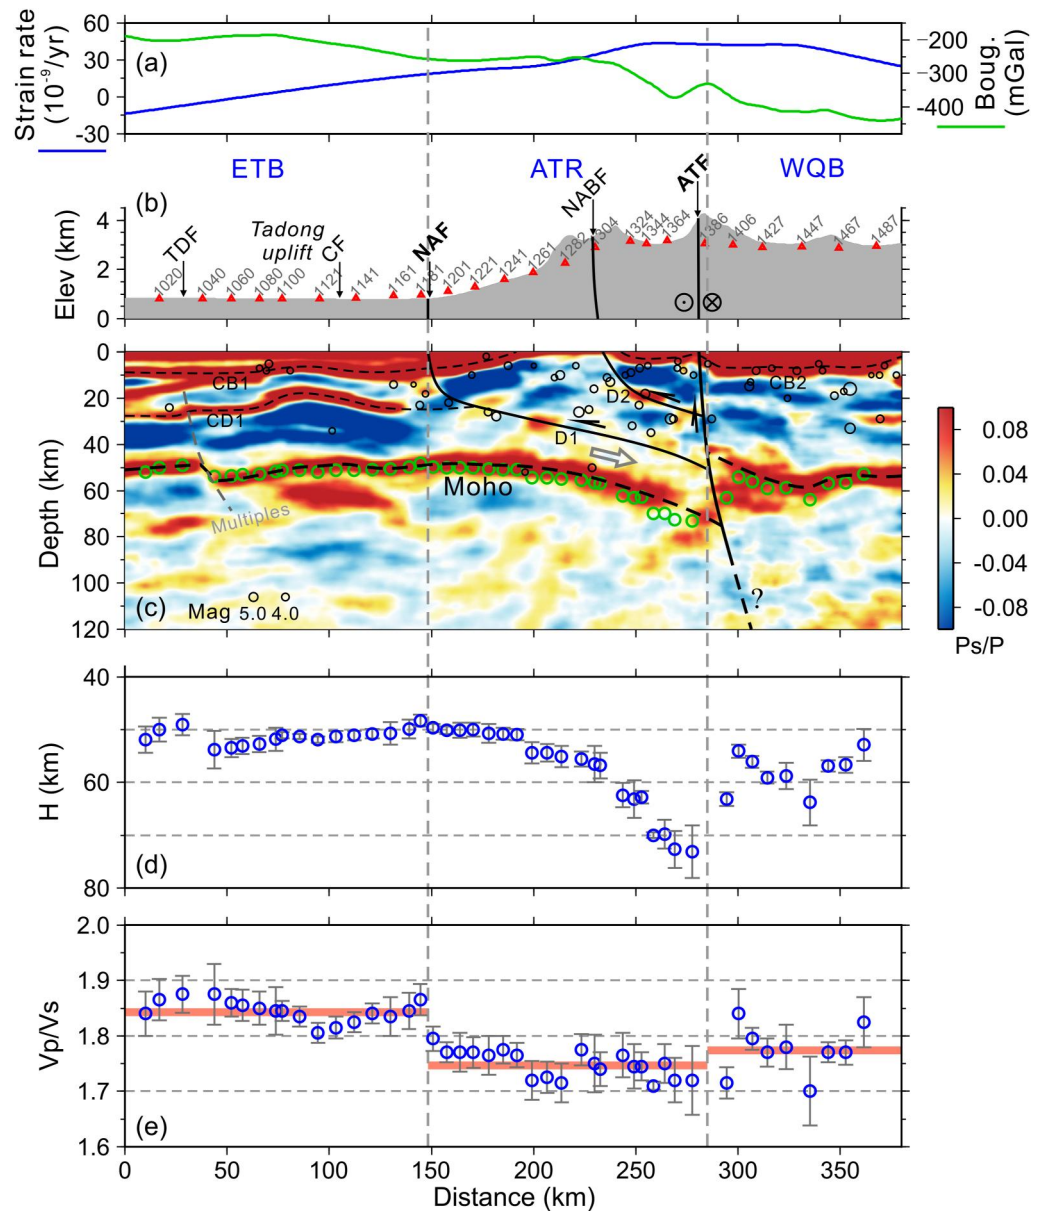 60
30
0
-30
Strain rate
(10⁻⁹/yr)
(a)
−200
−300
−400
Boug.
(mGal)
ETB
ATR
WQB
(b)
4
2
0
Elev (km)
TDF
Tadong
uplift
CF
NAF
NABF
ATF
1020
1040
1060
1080
1100
1121
1141
1161
1181
1201
1221
1241
1261
1282
1304
1324
1344
1364
1386
1406
1427
1447
1467
1487
0
20
40
60
80
100
120
Depth (km)
CB1
CD1
D2
D1
CB2
Moho
Multiples
?
Mag 5.0 4.0
(c)
0.08
0.04
0.00
-0.04
-0.08
Ps/P
40
60
80
H (km)
(d)
2.0
1.9
1.8
1.7
1.6
Vp/Vs
(e)
0 50 100 150 200 250 300 350
Distance (km)